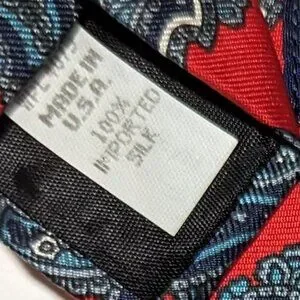 MADE IN
U.S.A.
100%
IMPORTED
SILK